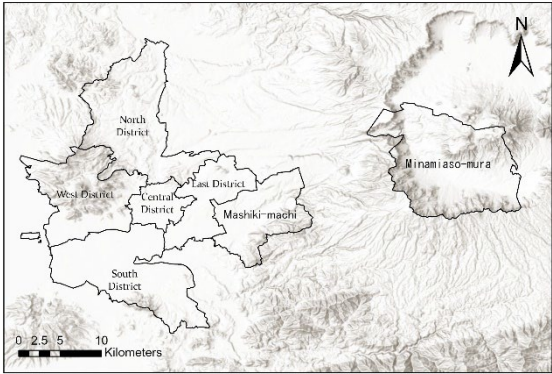 N
North
District
Minamiaso-mura
West District
Central
District
East District
Mashiki-machi
South
District
0 2.5 5 10
Kilometers